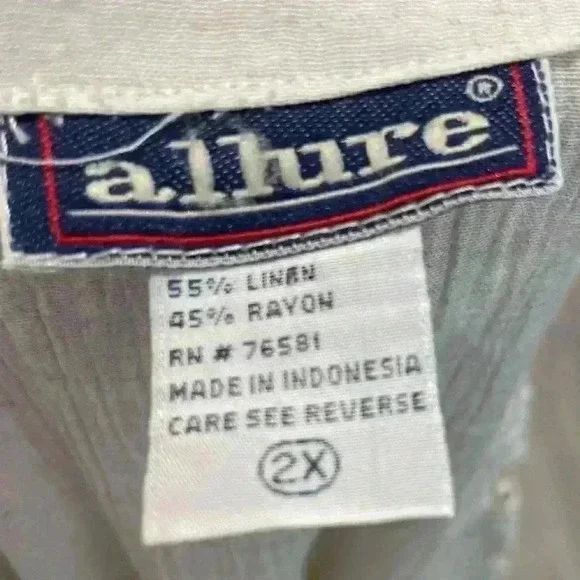 allure®
55% LINEN
45% RAYON
RN # 76581
MADE IN INDONESIA
CARE SEE REVERSE
2X